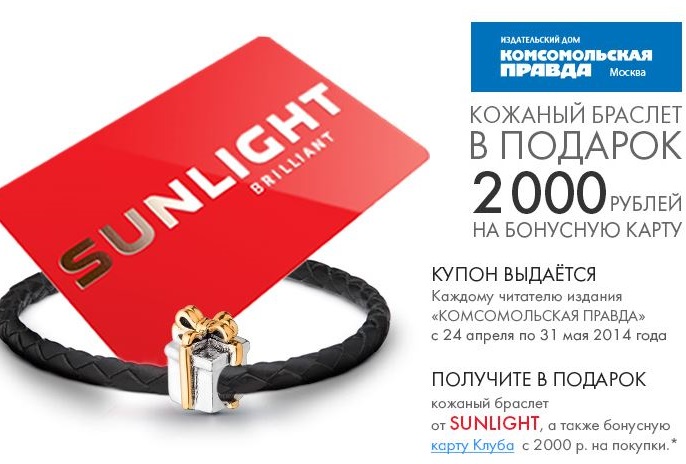 SUNLIGHT
BRILLIANT
ИЗДАТЕЛЬСКИЙ ДОМ
КОМСОМОЛЬСКАЯ
ПРАВДА Москва
КОЖАНЫЙ БРАСЛЕТ
В ПОДАРОК
2 000 РУБЛЕЙ
НА БОНУСНУЮ КАРТУ
КУПОН ВЫДАЁТСЯ
Каждому читателю издания
«КОМСОМОЛЬСКАЯ ПРАВДА»
с 24 апреля по 31 мая 2014 года
ПОЛУЧИТЕ В ПОДАРОК
кожаный браслет
от SUNLIGHT, а также бонусную
карту Клуба с 2000 р. на покупки.*